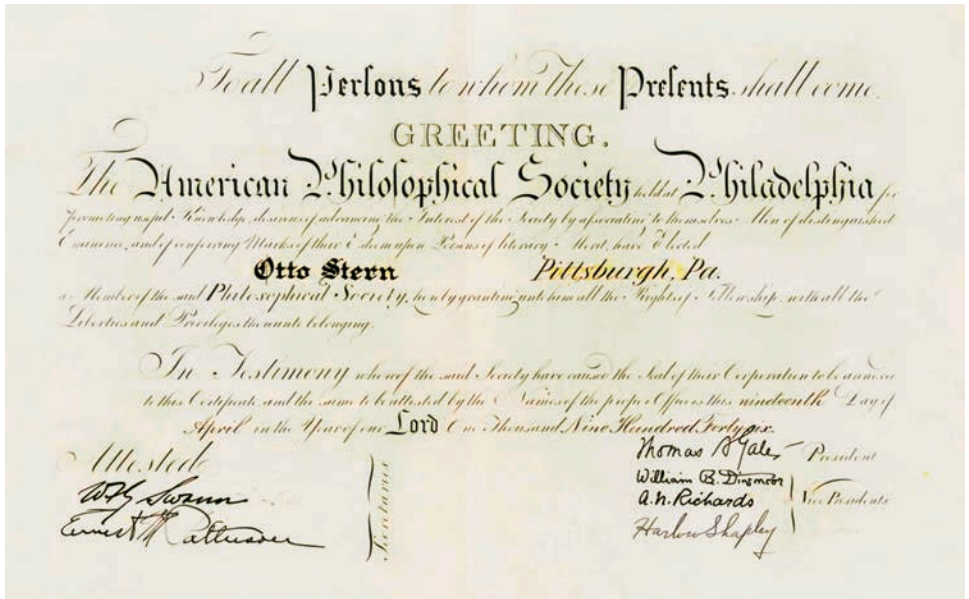 To all Persons to whom these Presents shall come.
GREETING.
The American Philosophical Society held at Philadelphia for
promoting useful Knowledge, desirous of advancing the Interest of the Society by associating to themselves Men of distinguished
Eminence, and of conferring Marks of their Esteem upon Persons of literary Merit, have Elected
Otto Stern Pittsburgh, Pa.
a Member of the said Philosophical Society, hereby granting unto him all the Rights of Fellowship, with all the
Liberties and Privileges thereunto belonging.
In Testimony whereof the said Society have caused the Seal of their Corporation to be annexed
to this Certificate, and the same to be attested by the Names of the proper Officers this nineteenth Day of
April in the Year of our Lord One Thousand Nine Hundred Forty six.
Attested
Secretaries
Thomas S Gates President
William B. Dinsmoor
A.N. Richards Vice Presidents
Harlow Shapley
W F G Swann